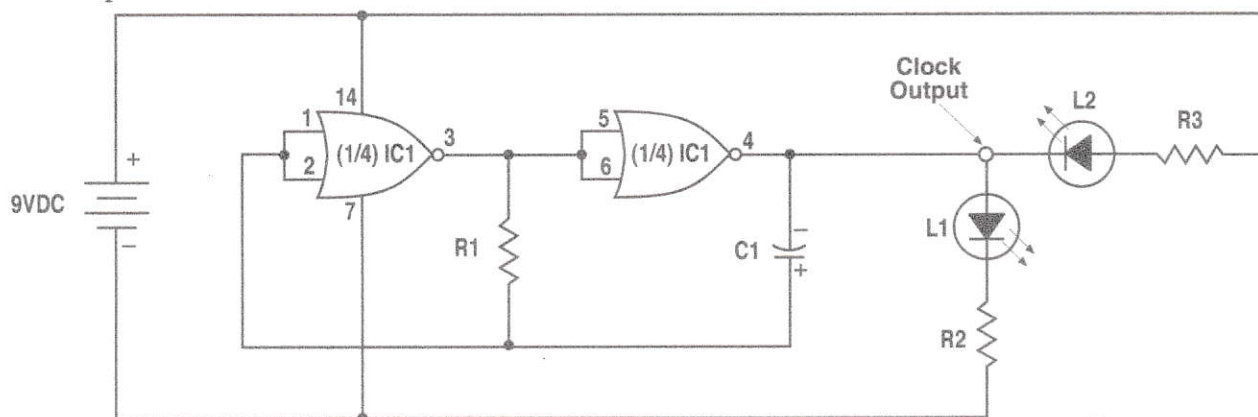 14
Clock
Output
L2
R3
1
2
(1/4) IC1
3
5
6
(1/4) IC1
4
+
9VDC
−
7
R1
C1
−
+
L1
R2